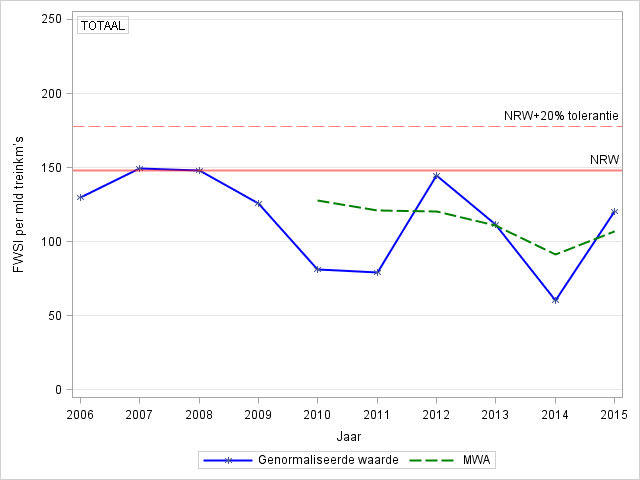 TOTAAL
250
200
150
100
50
0
FWSI per mld treinkm's
NRW+20% tolerantie
NRW
2006 2007 2008 2009 2010 2011 2012 2013 2014 2015
Jaar
Genormaliseerde waarde MWA